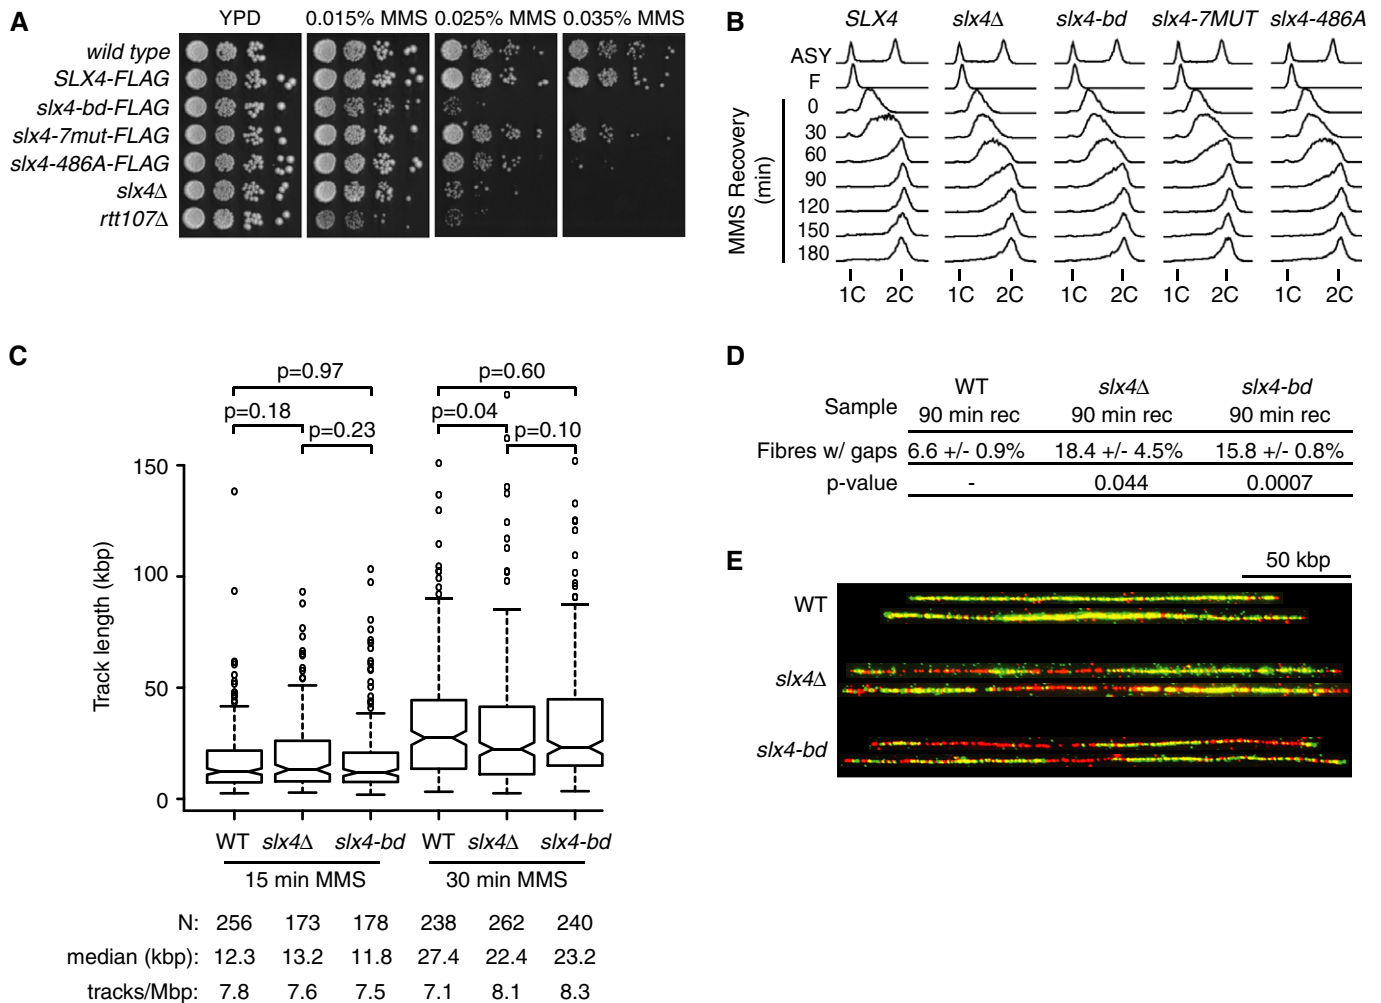 A
YPD 0.015% MMS 0.025% MMS 0.035% MMS
wild type
SLX4-FLAG
slx4-bd-FLAG
slx4-7mut-FLAG
slx4-486A-FLAG
slx4Δ
rtt107Δ
B
SLX4 slx4Δ slx4-bd slx4-7MUT slx4-486A
ASY
F
MMS Recovery
(min)
0
30
60
90
120
150
180
1C 2C 1C 2C 1C 2C 1C 2C 1C 2C
C
p=0.97 p=0.60
p=0.18 p=0.04
p=0.23 p=0.10
Track length (kbp)
150
100
50
0
WT slx4Δ slx4-bd WT slx4Δ slx4-bd
15 min MMS 30 min MMS
N: 256 173 178 238 262 240
median (kbp): 12.3 13.2 11.8 27.4 22.4 23.2
tracks/Mbp: 7.8 7.6 7.5 7.1 8.1 8.3
D
WT slx4Δ slx4-bd
Sample 90 min rec 90 min rec 90 min rec
Fibres w/ gaps 6.6 +/- 0.9% 18.4 +/- 4.5% 15.8 +/- 0.8%
p-value - 0.044 0.0007
E
50 kbp
WT
slx4Δ
slx4-bd